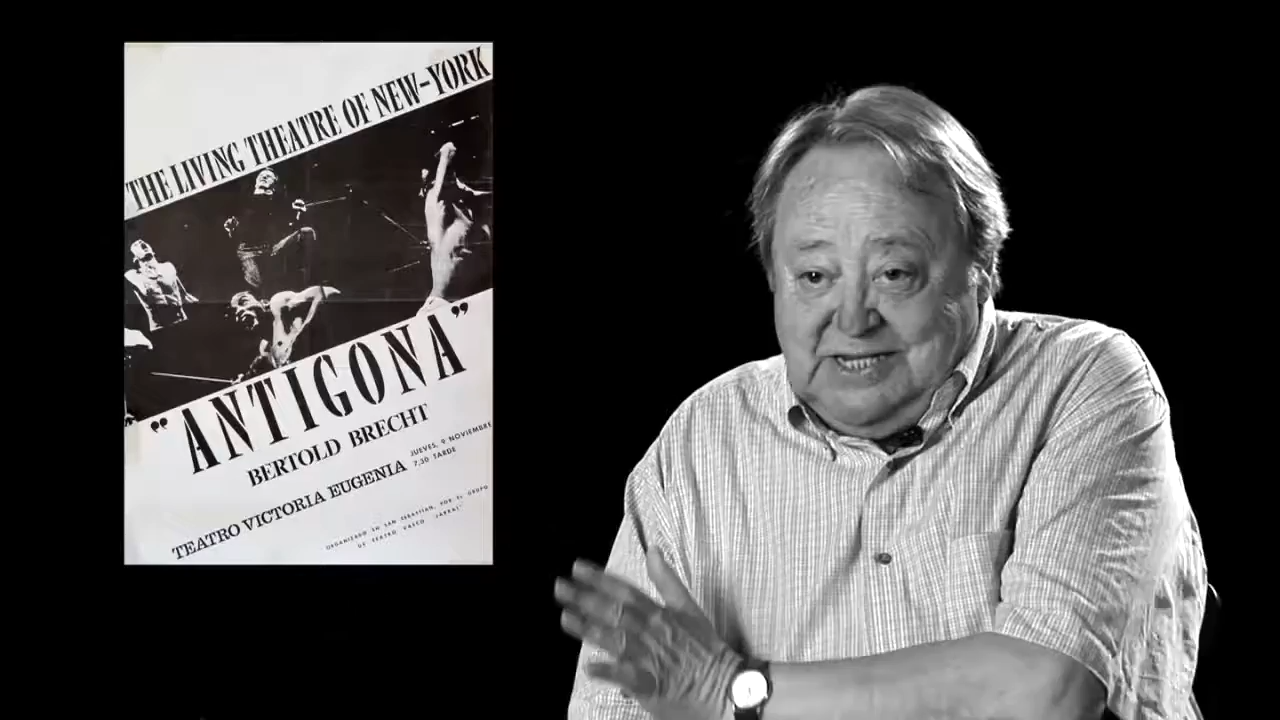 THE LIVING THEATRE OF NEW-YORK
"ANTIGONA"
BERTOLD BRECHT
JUEVES, 9 NOVIEMBRE
7,30 TARDE
TEATRO VICTORIA EUGENIA
ORGANIZADO EN SAN SEBASTIAN, POR EL GRUPO
DE TEATRO VASCO "JARRAI"